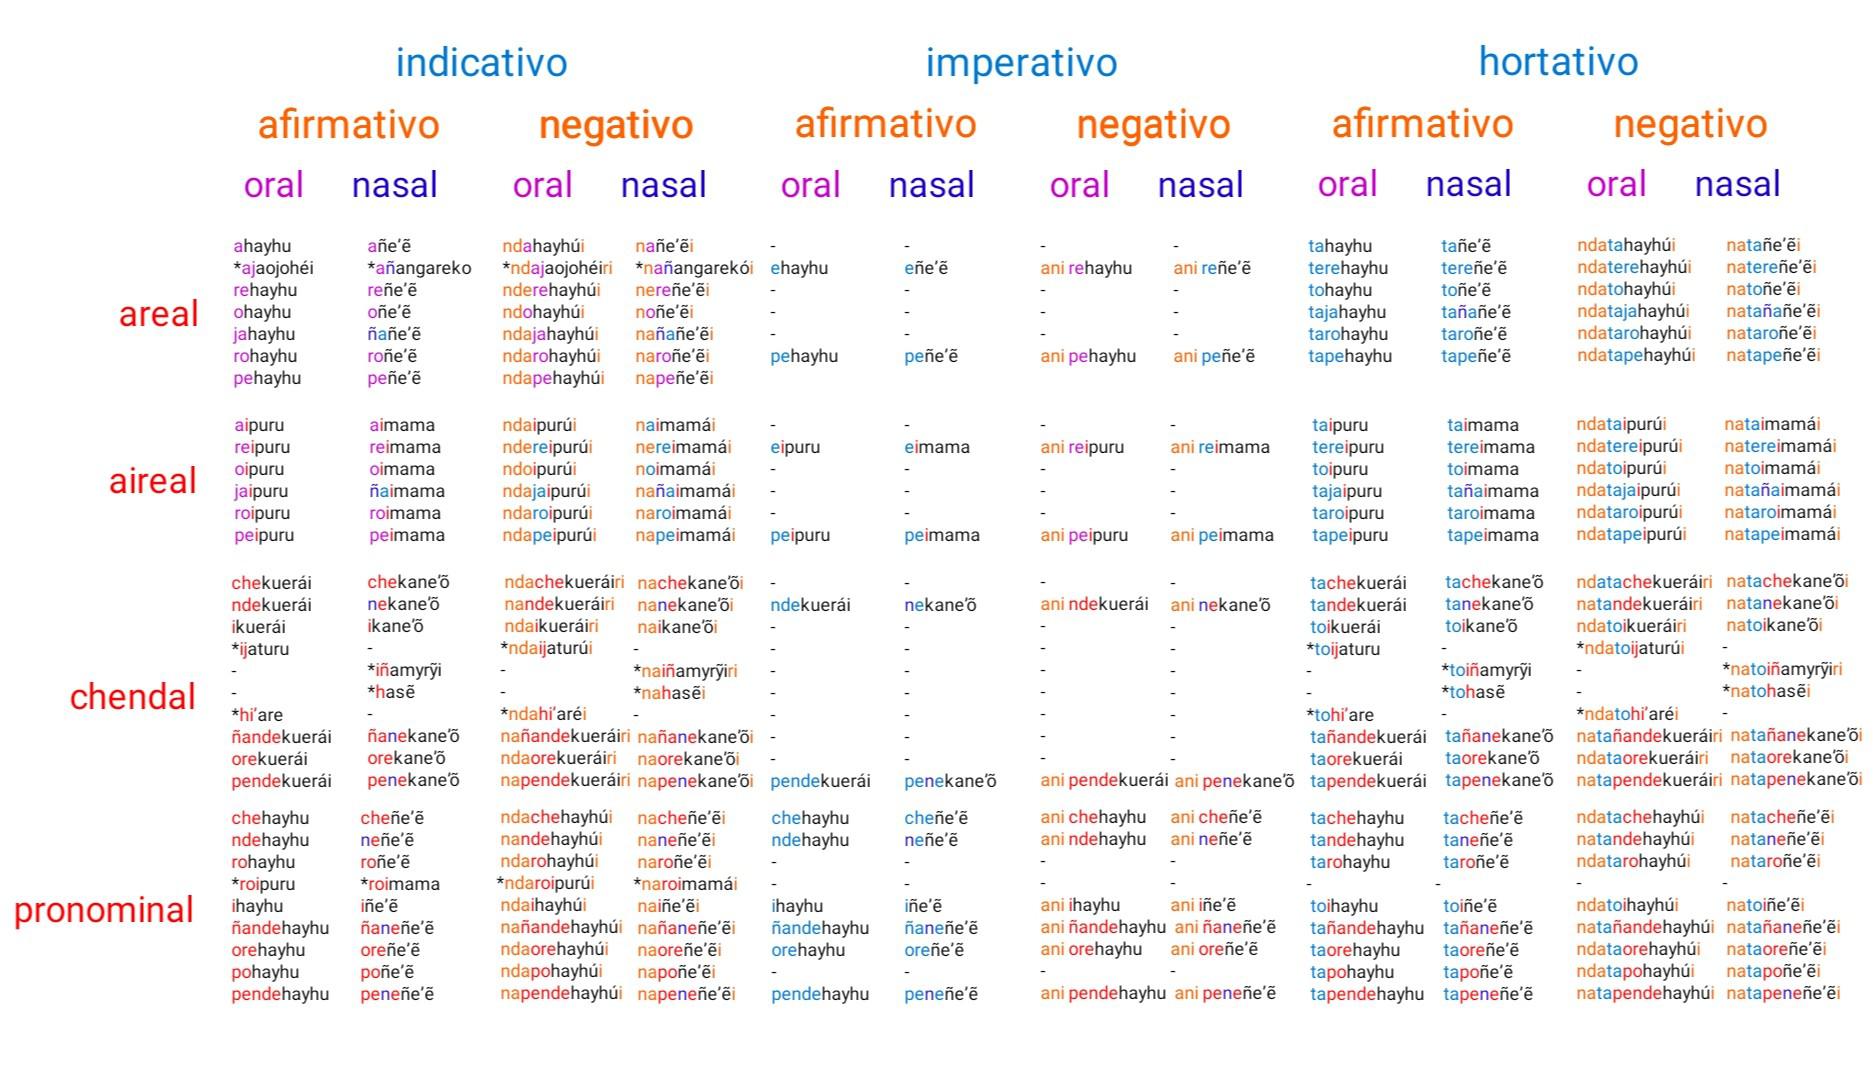 indicativo imperativo hortativo
afirmativo negativo afirmativo negativo afirmativo negativo
oral nasal oral nasal oral nasal oral nasal oral nasal oral nasal
areal
ahayhu añe’ẽ ndahayhúi nañe’ẽi - - - - tahayhu tañe’ẽ ndatahayhúi natañe’ẽi
*ajaojohéi *añangareko *ndajaojohéiri *nañangarekói ehayhu eñe’ẽ ani rehayhu ani reñe’ẽ terehayhu tereñe’ẽ ndaterehayhúi natereñe’ẽi
rehayhu reñe’ẽ nderehayhúi nereñe’ẽi - - - - tohayhu toñe’ẽ ndatohayhúi natoñe’ẽi
ohayhu oñe’ẽ ndohayhúi noñe’ẽi - - - - tajahayhu tañañe’ẽ ndatajahayhúi natañañe’ẽi
jahayhu ñañe’ẽ ndajahayhúi nañañe’ẽi - - - - tarohayhu taroñe’ẽ ndatarohayhúi nataroñe’ẽi
rohayhu roñe’ẽ ndarohayhúi naroñe’ẽi pehayhu peñe’ẽ ani pehayhu ani peñe’ẽ tapehayhu tapeñe’ẽ ndatapehayhúi natapeñe’ẽi
pehayhu peñe’ẽ ndapehayhúi napeñe’ẽi
aireal
aipuru aimama ndaipurúi naimamái - - - - taipuru taimama ndataipurúi nataimamái
reipuru reimama ndereipurúi nereimamái eipuru eimama ani reipuru ani reimama tereipuru tereimama ndatereipurúi natereimamái
oipuru oimama ndoipurúi noimamái - - - - toipuru toimama ndatoipurúi natoimamái
jaipuru ñaimama ndajaipurúi nañaimamái - - - - tajaipuru tañaimama ndatajaipurúi natañaimamái
roipuru roimama ndaroipurúi naroimamái - - - - taroipuru taroimama ndataroipurúi nataroimamái
peipuru peimama ndapeipurúi napeimamái peipuru peimama ani peipuru ani peimama tapeipuru tapeimama ndatapeipurúi natapeimamái
chendal
chekuerái chekane’õ ndachekueráiri nachekane’õi - - - - tachekuerái tachekane’õ ndatachekueráiri natachekane’õi
ndekuerái nekane’õ nandekueráiri nanekane’õi ndekuerái nekane’õ ani ndekuerái ani nekane’õ tandekuerái tanekane’õ natandekueráiri natanekane’õi
ikuerái ikane’õ ndaikueráiri naikane’õi - - - - toikuerái toikane’õ ndatoikueráiri natoikane’õi
*ijaturu - *ndaijaturúi - - - - - *toijaturu - *ndatoijaturúi -
- *iñamyrỹi - *naiñamyrỹiri - - - - - *toiñamyrỹi - *natoiñamyrỹiri
- *hasẽ - *nahasẽi - - - - - *tohasẽ - *natohasẽi
*hi’are - *ndahi’aréi - - - - - *tohi’are - *ndatohi’aréi -
ñandekuerái ñanekane’õ nañandekueráiri nañanekane’õi - - - - tañandekuerái tañanekane’õ natañandekueráiri natañanekane’õi
orekuerái orekane’õ ndaorekueráiri naorekane’õi - - - - taorekuerái taorekane’õ ndataorekueráiri nataorekane’õi
pendekuerái penekane’õ napendekueráiri napenekane’õi pendekuerái penekane’õ ani pendekuerái ani penekane’õ tapendekuerái tapenekane’õ natapendekueráiri natapenekane’õi
pronominal
chehayhu cheñe’ẽ ndachehayhúi nacheñe’ẽi chehayhu cheñe’ẽ ani chehayhu ani cheñe’ẽ tachehayhu tacheñe’ẽ ndatachehayhúi natacheñe’ẽi
ndehayhu neñe’ẽ nandehayhúi naneñe’ẽi ndehayhu neñe’ẽ ani ndehayhu ani neñe’ẽ tandehayhu taneñe’ẽ natandehayhúi nataneñe’ẽi
rohayhu roñe’ẽ ndarohayhúi naroñe’ẽi - - - - tarohayhu taroñe’ẽ ndatarohayhúi nataroñe’ẽi
*roipuru *roimama *ndaroipurúi *naroimamái - - - - - - - -
ihayhu iñe’ẽ ndaihayhúi naiñe’ẽi ihayhu iñe’ẽ ani ihayhu ani iñe’ẽ toihayhu toiñe’ẽ ndatoihayhúi natoiñe’ẽi
ñandehayhu ñaneñe’ẽ nañandehayhúi nañaneñe’ẽi ñandehayhu ñaneñe’ẽ ani ñandehayhu ani ñaneñe’ẽ tañandehayhu tañaneñe’ẽ natañandehayhúi natañaneñe’ẽi
orehayhu oreñe’ẽ ndaorehayhúi naoreñe’ẽi orehayhu oreñe’ẽ ani orehayhu ani oreñe’ẽ taorehayhu taoreñe’ẽ ndataorehayhúi nataoreñe’ẽi
pohayhu poñe’ẽ ndapohayhúi napoñe’ẽi - - - - tapohayhu tapoñe’ẽ ndatapohayhúi natapoñe’ẽi
pendehayhu peneñe’ẽ napendehayhúi napeneñe’ẽi pendehayhu peneñe’ẽ ani pendehayhu ani peneñe’ẽ tapendehayhu tapeneñe’ẽ natapendehayhúi natapeneñe’ẽi